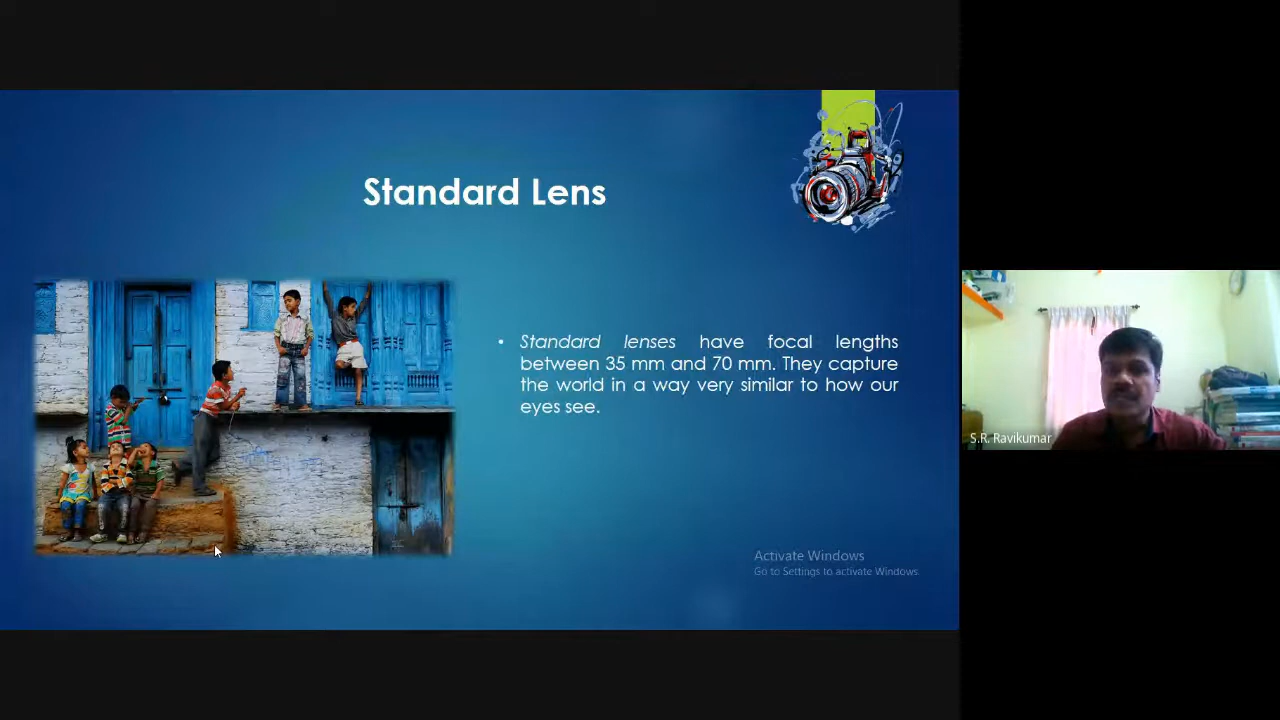 Standard Lens
• Standard lenses have focal lengths
between 35 mm and 70 mm. They capture
the world in a way very similar to how our
eyes see.
S.R. Ravikumar
Activate Windows
Go to Settings to activate Windows.